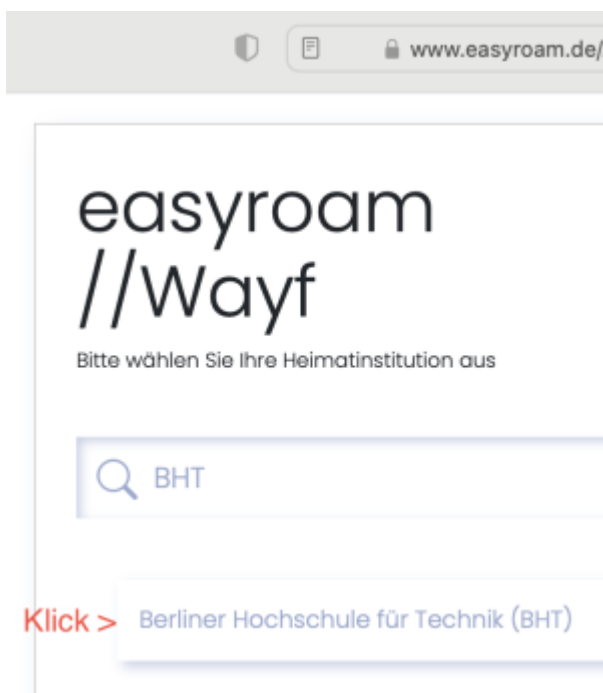 www.easyroam.de/
easyroam
//Wayf
Bitte wählen Sie Ihre Heimatinstitution aus
BHT
Klick > Berliner Hochschule für Technik (BHT)